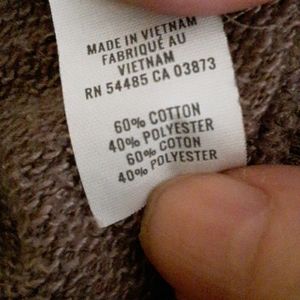 MADE IN VIETNAM
FABRIQUÉ AU
VIETNAM
RN 54485 CA 03873
60% COTTON
40% POLYESTER
60% COTON
40% POLYESTER